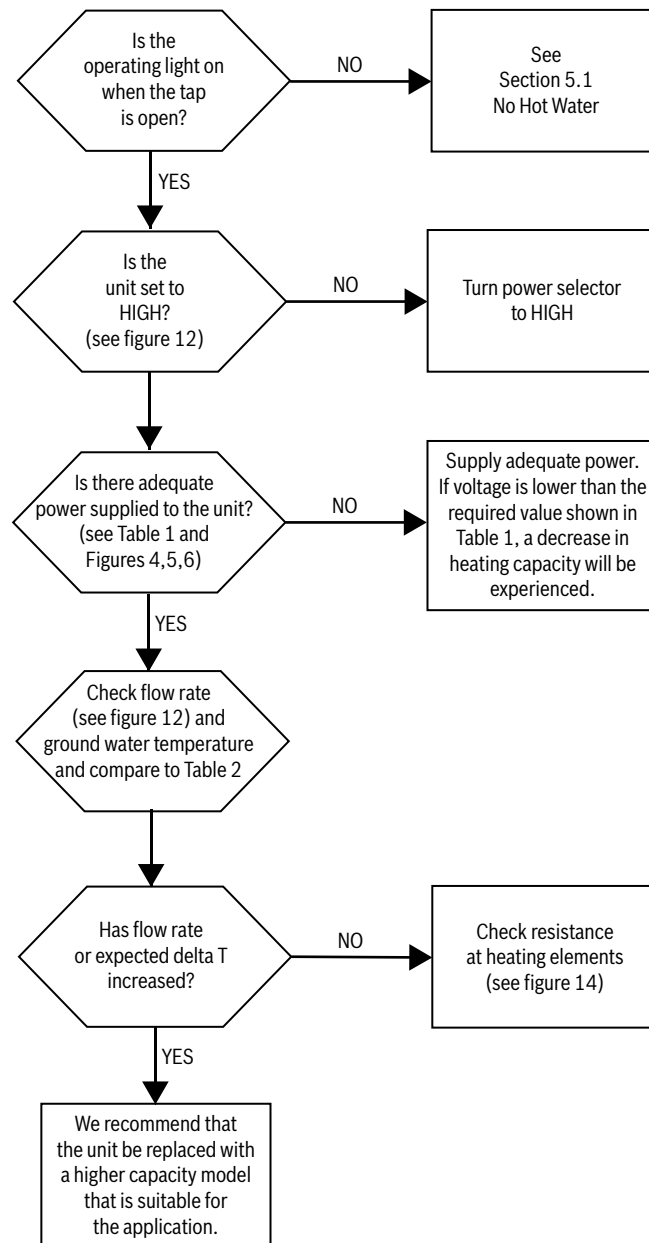 Is the
operating light on
when the tap
is open?
NO
See
Section 5.1
No Hot Water
YES
Is the
unit set to
HIGH?
(see figure 12)
NO
Turn power selector
to HIGH
Is there adequate
power supplied to the unit?
(see Table 1 and
Figures 4,5,6)
NO
Supply adequate power.
If voltage is lower than the
required value shown in
Table 1, a decrease in
heating capacity will be
experienced.
YES
Check flow rate
(see figure 12) and
ground water temperature
and compare to Table 2
Has flow rate
or expected delta T
increased?
NO
Check resistance
at heating elements
(see figure 14)
YES
We recommend that
the unit be replaced with
a higher capacity model
that is suitable for
the application.